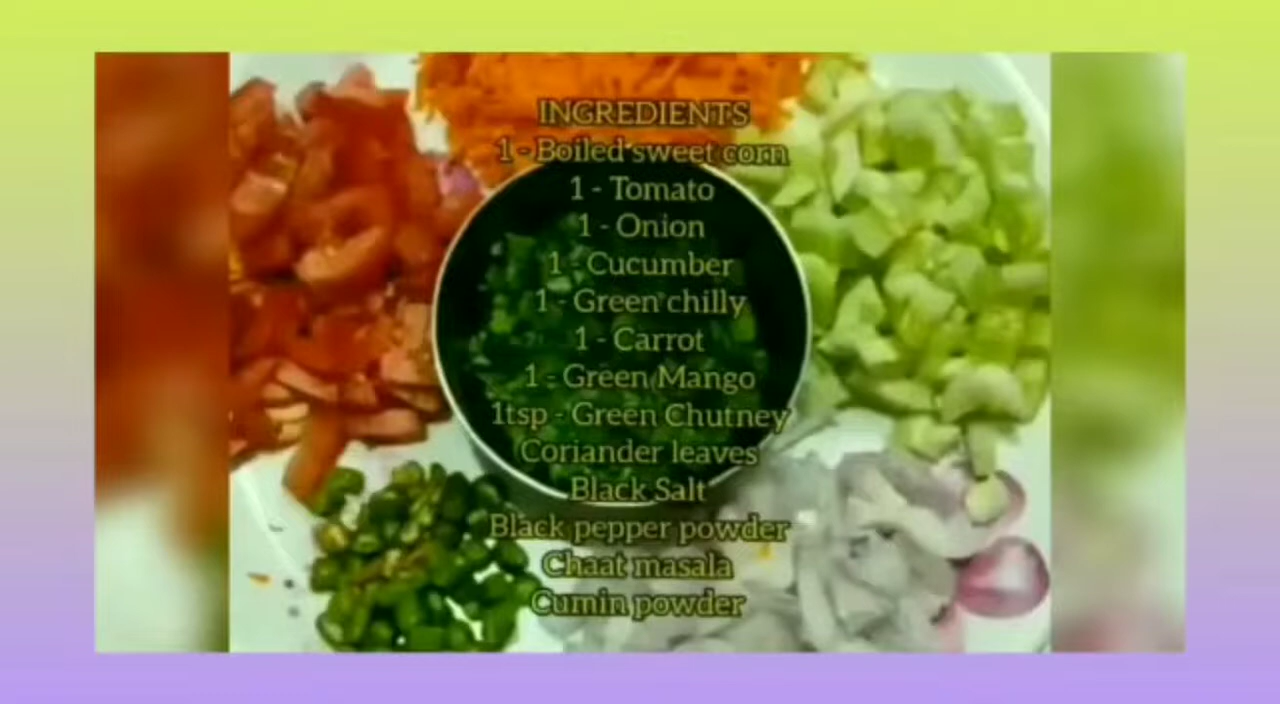 INGREDIENTS
1 - Boiled sweet corn
1 - Tomato
1 - Onion
1 - Cucumber
1 - Green chilly
1 - Carrot
1 - Green Mango
1tsp - Green Chutney
Coriander leaves
Black Salt
Black pepper powder
Chaat masala
Cumin powder